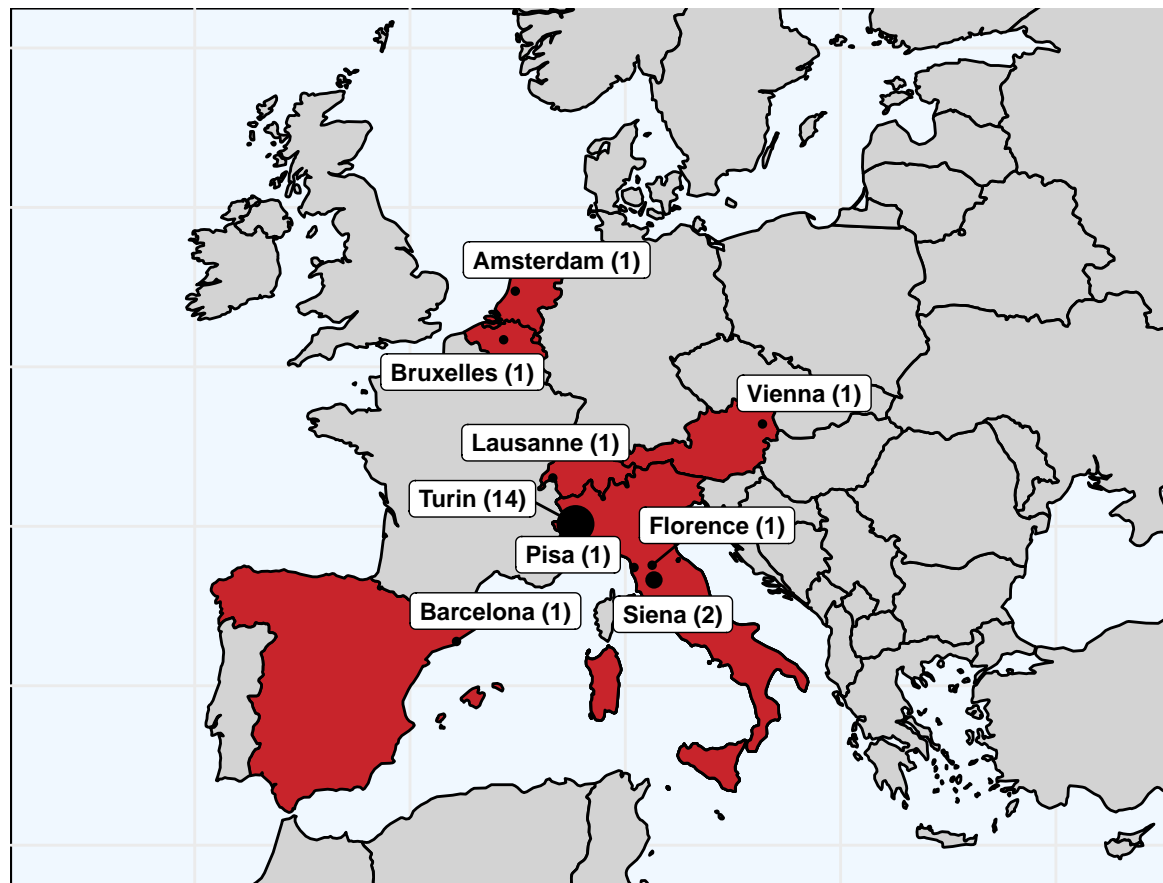 Amsterdam (1)
Bruxelles (1)
Vienna (1)
Lausanne (1)
Turin (14)
Florence (1)
Pisa (1)
Barcelona (1)
Siena (2)